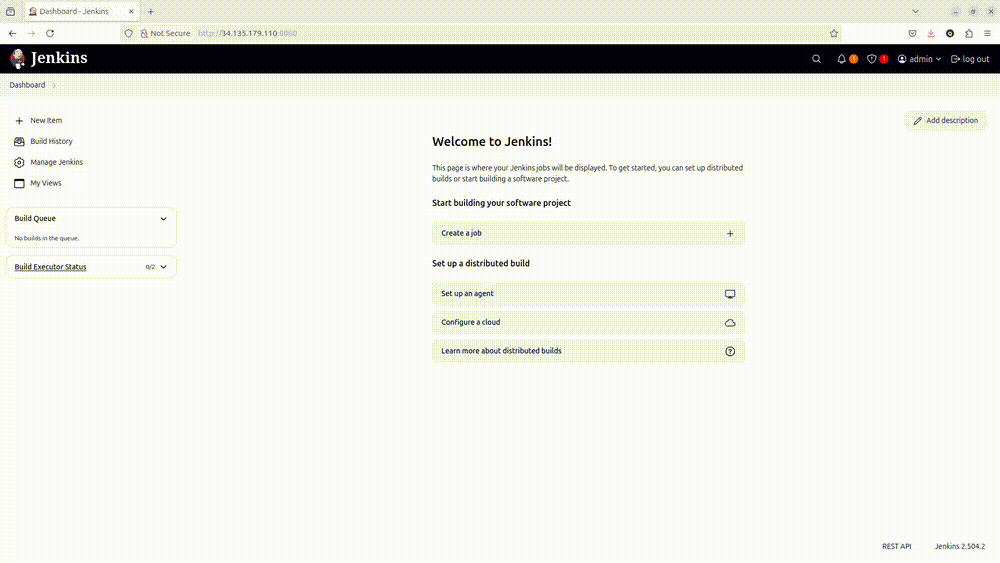 Dashboard - Jenkins
Not Secure http://34.135.179.110:8080
Jenkins
1
1
admin
log out
Dashboard
New Item
Build History
Manage Jenkins
My Views
Build Queue
No builds in the queue.
Build Executor Status
0/2
Add description
Welcome to Jenkins!
This page is where your Jenkins jobs will be displayed. To get started, you can set up distributed
builds or start building a software project.
Start building your software project
Create a job
Set up a distributed build
Set up an agent
Configure a cloud
Learn more about distributed builds
REST API
Jenkins 2.504.2